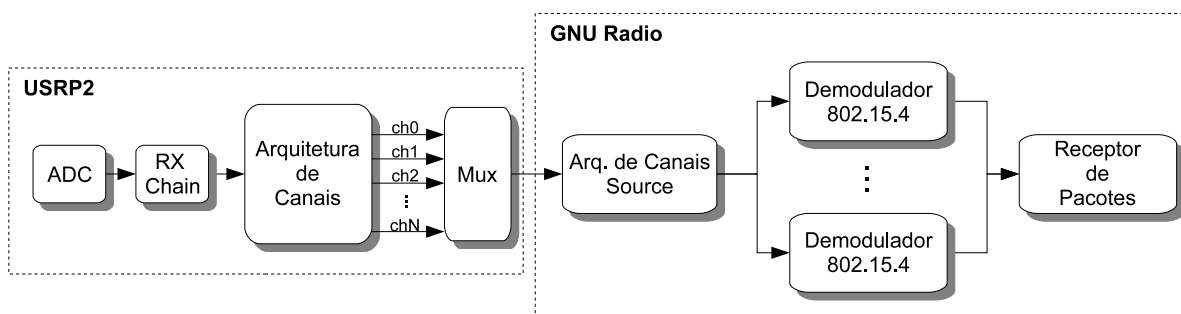 GNU Radio
USRP2
ADC
RX
Chain
Arquitetura
de
Canais
ch0
ch1
ch2
chN
Mux
Arq. de Canais
Source
Demodulador
802.15.4
Demodulador
802.15.4
Receptor
de
Pacotes